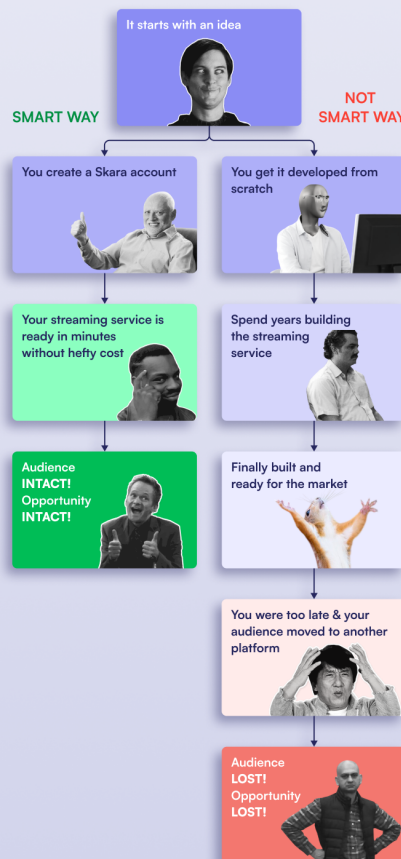 It starts with an idea
SMART WAY
NOT
SMART WAY
You create a Skara account
You get it developed from
scratch
Your streaming service is
ready in minutes
without hefty cost
Spend years building
the streaming
service
Audience
INTACT!
Opportunity
INTACT!
Finally built and
ready for the market
You were too late & your
audience moved to another
platform
Audience
LOST!
Opportunity
LOST!